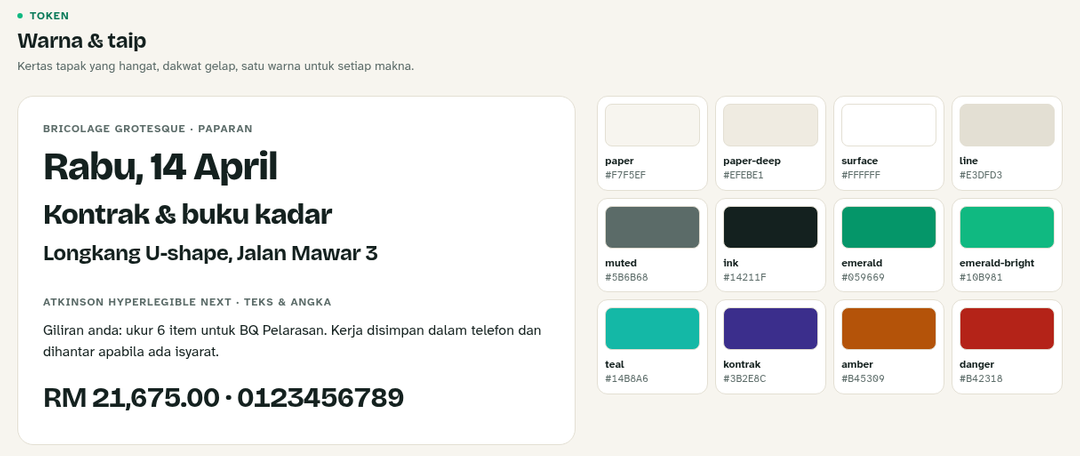 TOKEN
Warna & taip
Kertas tapak yang hangat, dakwat gelap, satu warna untuk setiap makna.
BRICOLAGE GROTESQUE · PAPARAN
Rabu, 14 April
Kontrak & buku kadar
Longkang U-shape, Jalan Mawar 3
ATKINSON HYPERLEGIBLE NEXT · TEKS & ANGKA
Giliran anda: ukur 6 item untuk BQ Pelarasan. Kerja disimpan dalam telefon dan
dihantar apabila ada isyarat.
RM 21,675.00 · 0123456789
paper
#F7F5EF
paper-deep
#EFEBE1
surface
#FFFFFF
line
#E3DFD3
muted
#5B6B68
ink
#14211F
emerald
#059669
emerald-bright
#10B981
teal
#14B8A6
kontrak
#3B2E8C
amber
#B45309
danger
#B42318